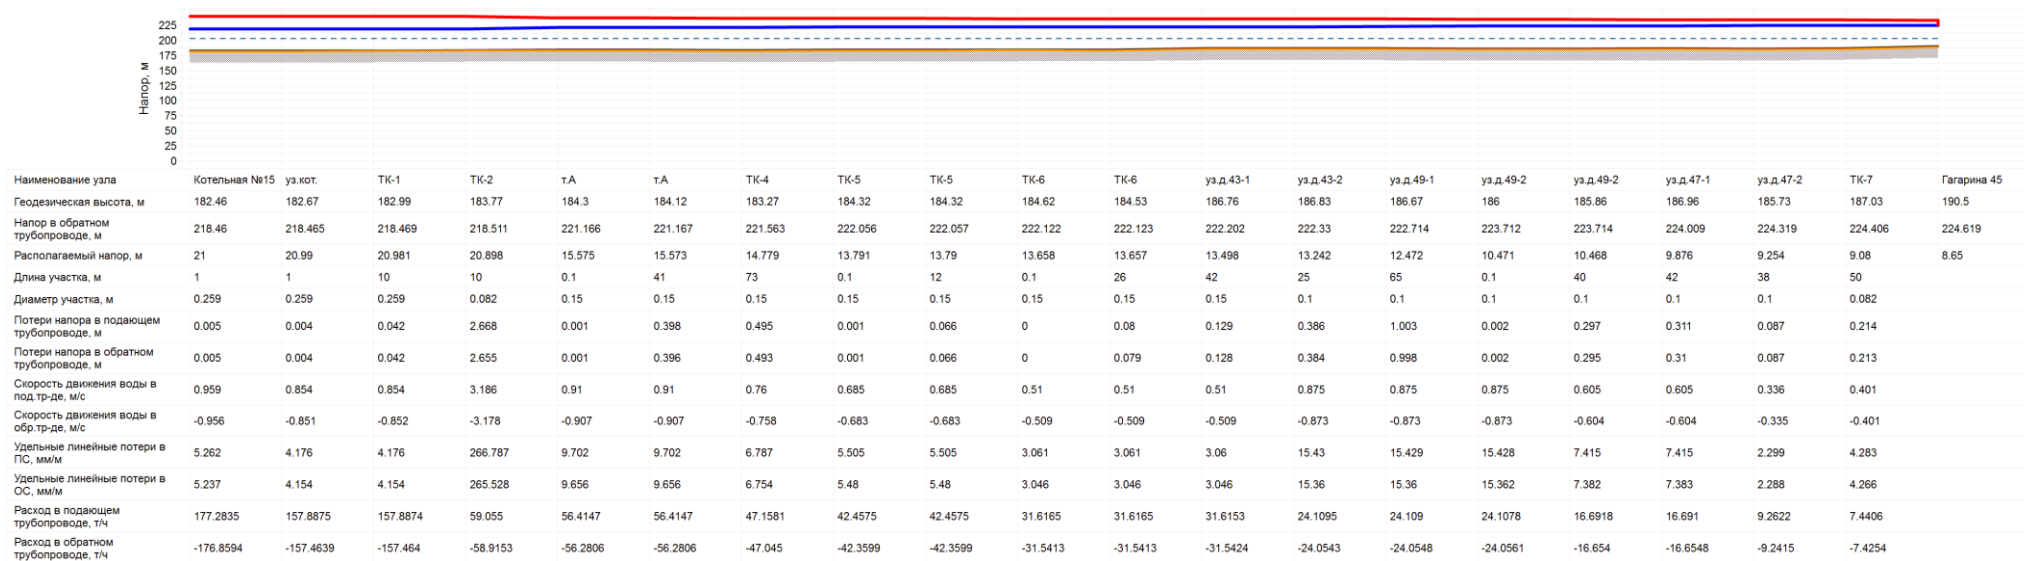 225
200
175
150
125
100
75
50
25
0
Напор, м
Наименование узла Котельная №15 уз.кот. ТК-1 ТК-2 т.А т.А ТК-4 ТК-5 ТК-5 ТК-6 ТК-6 уз.д.43-1 уз.д.43-2 уз.д.49-1 уз.д.49-2 уз.д.49-2 уз.д.47-1 уз.д.47-2 ТК-7 Гагарина 45
Геодезическая высота, м 182.46 182.67 182.99 183.77 184.3 184.12 183.27 184.32 184.32 184.62 184.53 186.76 186.83 186.67 186 185.86 186.96 185.73 187.03 190.5
Напор в обратном
трубопроводе, м 218.46 218.465 218.469 218.511 221.166 221.167 221.563 222.056 222.057 222.122 222.123 222.202 222.33 222.714 223.712 223.714 224.009 224.319 224.406 224.619
Располагаемый напор, м 21 20.99 20.981 20.898 15.575 15.573 14.779 13.791 13.79 13.658 13.657 13.498 13.242 12.472 10.471 10.468 9.876 9.254 9.08 8.65
Длина участка, м 1 1 10 10 0.1 41 73 0.1 12 0.1 26 42 25 65 0.1 40 42 38 50
Диаметр участка, м 0.259 0.259 0.259 0.082 0.15 0.15 0.15 0.15 0.15 0.15 0.15 0.15 0.1 0.1 0.1 0.1 0.1 0.1 0.082
Потери напора в подающем
трубопроводе, м 0.005 0.004 0.042 2.668 0.001 0.398 0.495 0.001 0.066 0 0.08 0.129 0.386 1.003 0.002 0.297 0.311 0.087 0.214
Потери напора в обратном
трубопроводе, м 0.005 0.004 0.042 2.655 0.001 0.396 0.493 0.001 0.066 0 0.079 0.128 0.384 0.998 0.002 0.295 0.31 0.087 0.213
Скорость движения воды в
под.тр-де, м/с 0.959 0.854 0.854 3.186 0.91 0.91 0.76 0.685 0.685 0.51 0.51 0.51 0.875 0.875 0.875 0.605 0.605 0.336 0.401
Скорость движения воды в
обр.тр-де, м/с -0.956 -0.851 -0.852 -3.178 -0.907 -0.907 -0.758 -0.683 -0.683 -0.509 -0.509 -0.509 -0.873 -0.873 -0.873 -0.604 -0.604 -0.335 -0.401
Удельные линейные потери в
ПС, мм/м 5.262 4.176 4.176 266.787 9.702 9.702 6.787 5.505 5.505 3.061 3.061 3.06 15.43 15.429 15.428 7.415 7.415 2.299 4.283
Удельные линейные потери в
ОС, мм/м 5.237 4.154 4.154 265.528 9.656 9.656 6.754 5.48 5.48 3.046 3.046 3.046 15.36 15.36 15.362 7.382 7.383 2.288 4.266
Расход в подающем
трубопроводе, т/ч 177.2835 157.8875 157.8874 59.055 56.4147 56.4147 47.1581 42.4575 42.4575 31.6165 31.6165 31.6153 24.1095 24.109 24.1078 16.6918 16.691 9.2622 7.4406
Расход в обратном
трубопроводе, т/ч -176.8594 -157.4639 -157.464 -58.9153 -56.2806 -56.2806 -47.045 -42.3599 -42.3599 -31.5413 -31.5413 -31.5424 -24.0543 -24.0548 -24.0561 -16.654 -16.6548 -9.2415 -7.4254